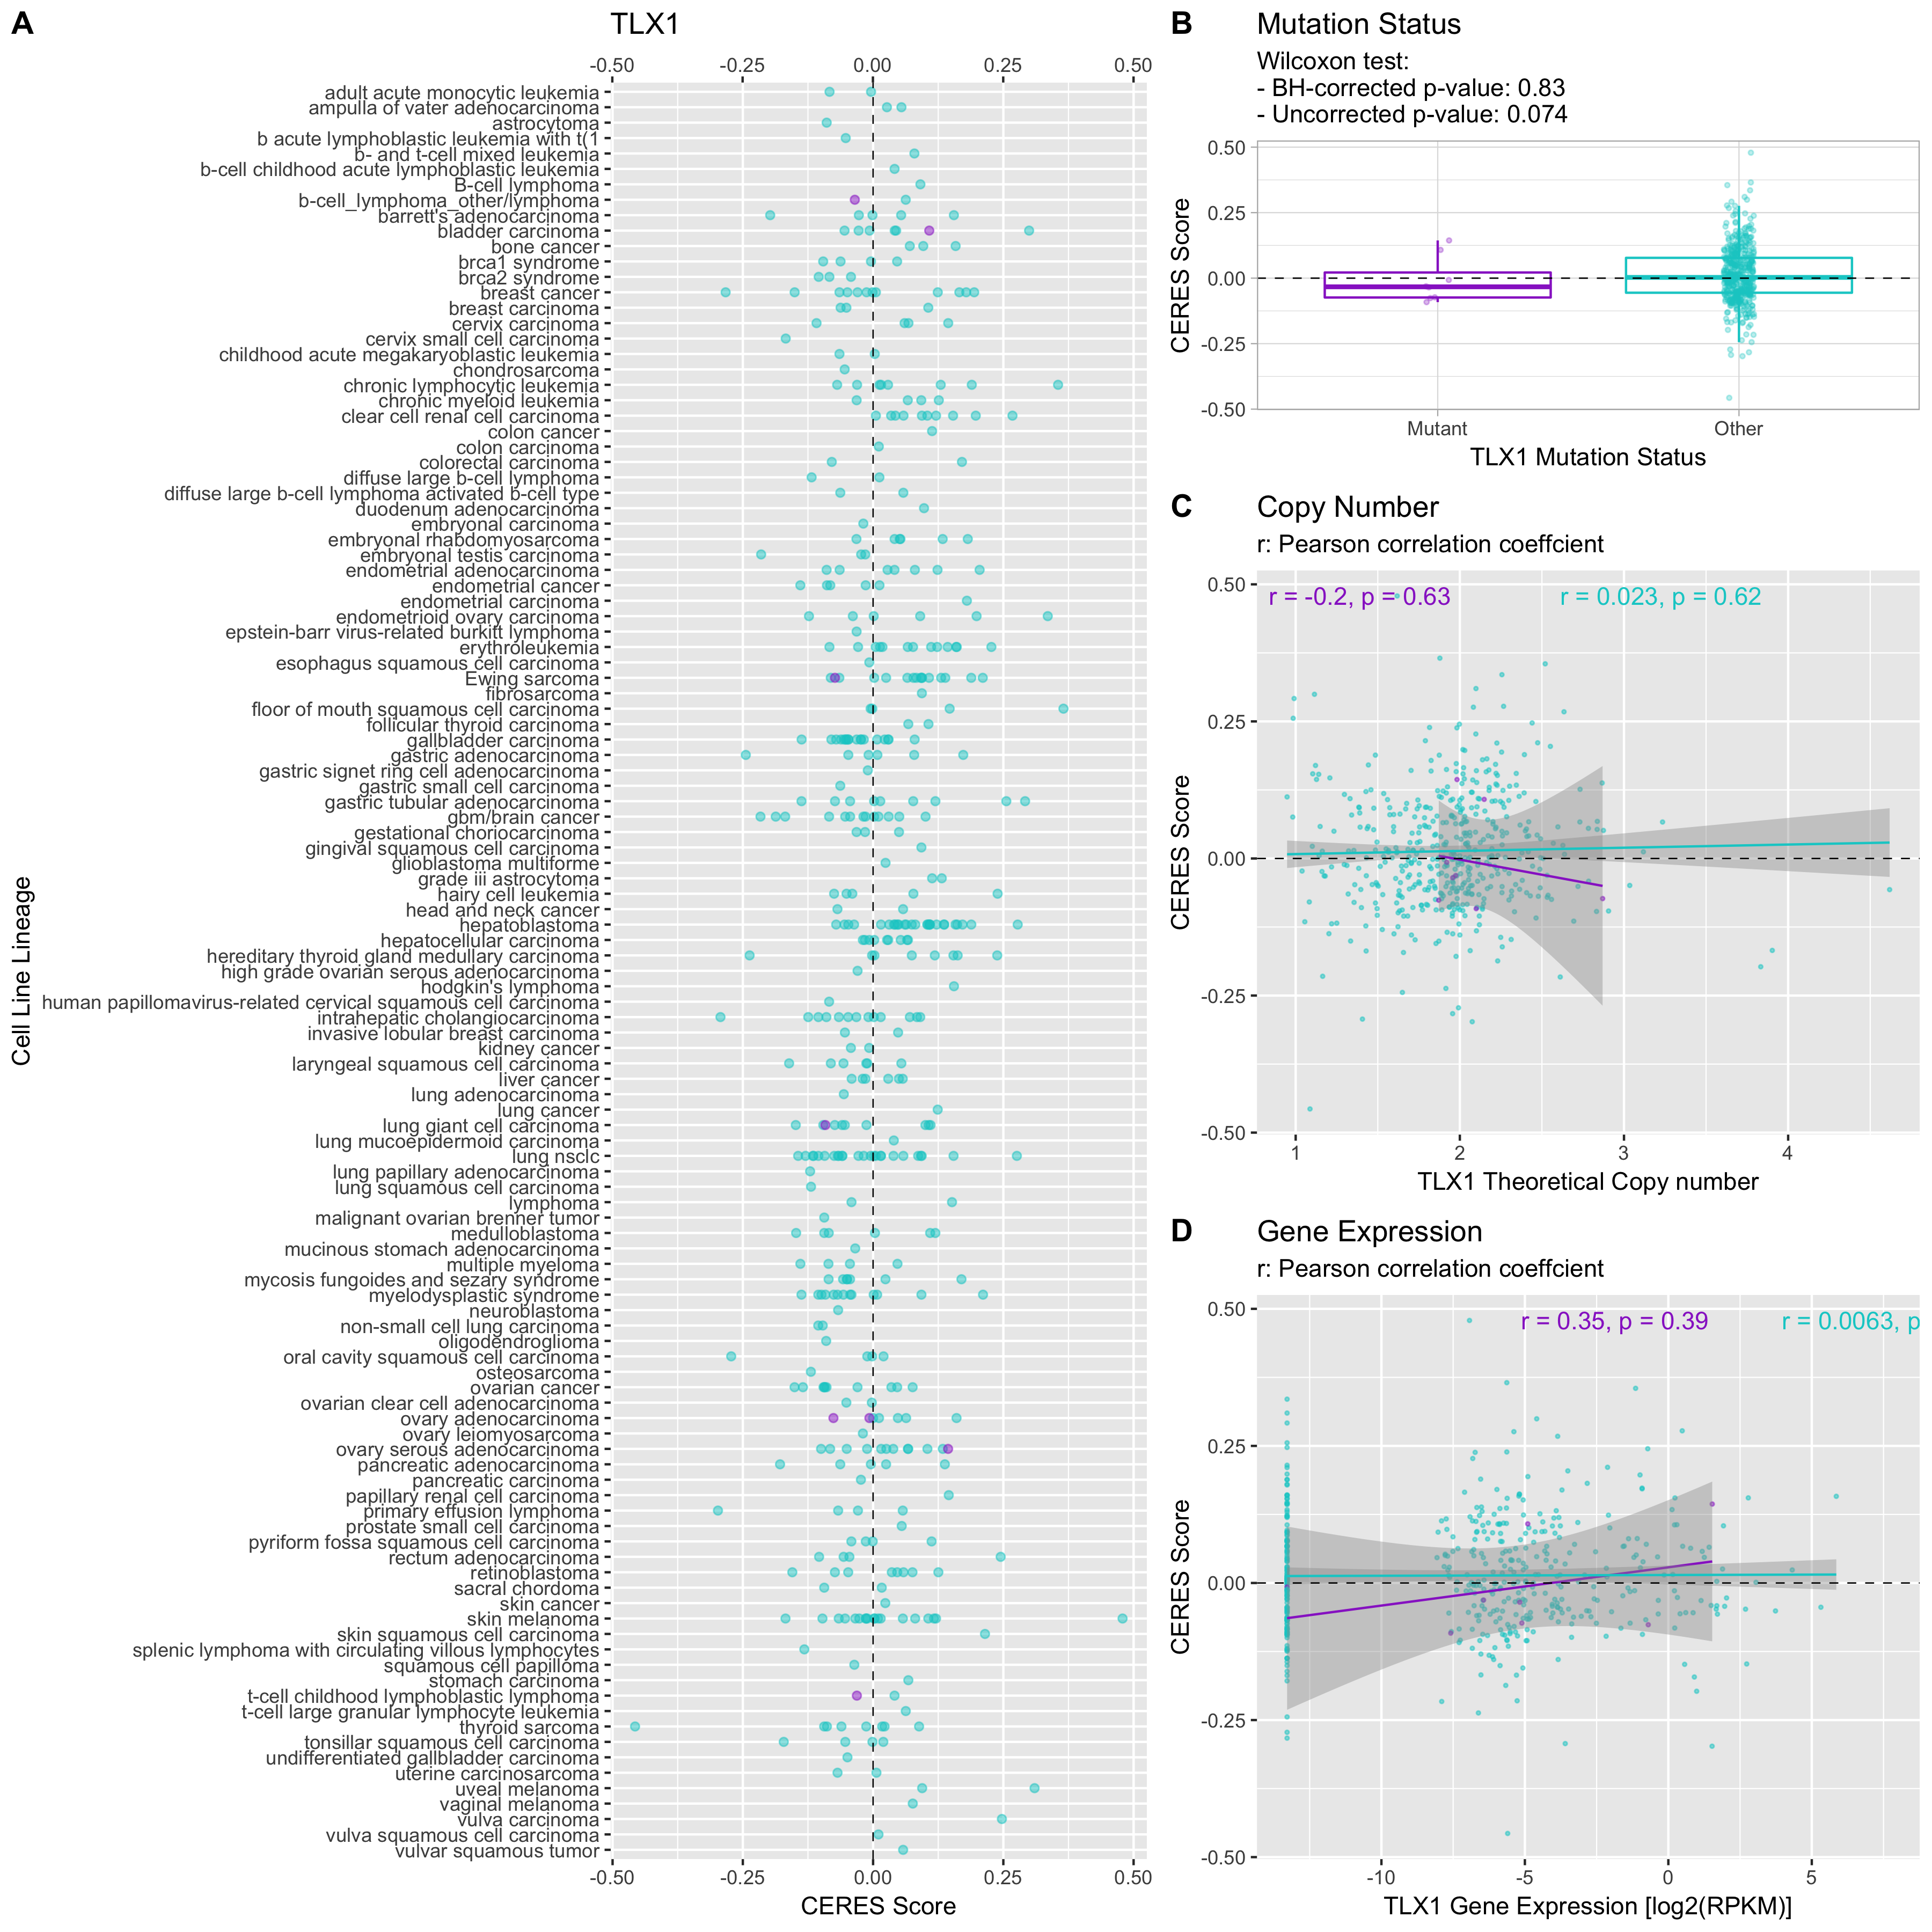 A
TLX1
-0.50 -0.25 0.00 0.25 0.50
adult acute monocytic leukemia
ampulla of vater adenocarcinoma
astrocytoma
b acute lymphoblastic leukemia with t(1
b- and t-cell mixed leukemia
b-cell childhood acute lymphoblastic leukemia
B-cell lymphoma
b-cell_lymphoma_other/lymphoma
barrett's adenocarcinoma
bladder carcinoma
bone cancer
brca1 syndrome
brca2 syndrome
breast cancer
breast carcinoma
cervix carcinoma
cervix small cell carcinoma
childhood acute megakaryoblastic leukemia
chondrosarcoma
chronic lymphocytic leukemia
chronic myeloid leukemia
clear cell renal cell carcinoma
colon cancer
colon carcinoma
colorectal carcinoma
diffuse large b-cell lymphoma
diffuse large b-cell lymphoma activated b-cell type
duodenum adenocarcinoma
embryonal carcinoma
embryonal rhabdomyosarcoma
embryonal testis carcinoma
endometrial adenocarcinoma
endometrial cancer
endometrial carcinoma
endometrioid ovary carcinoma
epstein-barr virus-related burkitt lymphoma
erythroleukemia
esophagus squamous cell carcinoma
Ewing sarcoma
fibrosarcoma
floor of mouth squamous cell carcinoma
follicular thyroid carcinoma
gallbladder carcinoma
gastric adenocarcinoma
gastric signet ring cell adenocarcinoma
gastric small cell carcinoma
gastric tubular adenocarcinoma
gbm/brain cancer
gestational choriocarcinoma
gingival squamous cell carcinoma
glioblastoma multiforme
grade iii astrocytoma
hairy cell leukemia
head and neck cancer
hepatoblastoma
hepatocellular carcinoma
hereditary thyroid gland medullary carcinoma
high grade ovarian serous adenocarcinoma
hodgkin's lymphoma
human papillomavirus-related cervical squamous cell carcinoma
intrahepatic cholangiocarcinoma
invasive lobular breast carcinoma
kidney cancer
laryngeal squamous cell carcinoma
liver cancer
lung adenocarcinoma
lung cancer
lung giant cell carcinoma
lung mucoepidermoid carcinoma
lung nsclc
lung papillary adenocarcinoma
lung squamous cell carcinoma
lymphoma
malignant ovarian brenner tumor
medulloblastoma
mucinous stomach adenocarcinoma
multiple myeloma
mycosis fungoides and sezary syndrome
myelodysplastic syndrome
neuroblastoma
non-small cell lung carcinoma
oligodendroglioma
oral cavity squamous cell carcinoma
osteosarcoma
ovarian cancer
ovarian clear cell adenocarcinoma
ovary adenocarcinoma
ovary leiomyosarcoma
ovary serous adenocarcinoma
pancreatic adenocarcinoma
pancreatic carcinoma
papillary renal cell carcinoma
primary effusion lymphoma
prostate small cell carcinoma
pyriform fossa squamous cell carcinoma
rectum adenocarcinoma
retinoblastoma
sacral chordoma
skin cancer
skin melanoma
skin squamous cell carcinoma
splenic lymphoma with circulating villous lymphocytes
squamous cell papilloma
stomach carcinoma
t-cell childhood lymphoblastic lymphoma
t-cell large granular lymphocyte leukemia
thyroid sarcoma
tonsillar squamous cell carcinoma
undifferentiated gallbladder carcinoma
uterine carcinosarcoma
uveal melanoma
vaginal melanoma
vulva carcinoma
vulva squamous cell carcinoma
vulvar squamous tumor
-0.50 -0.25 0.00 0.25 0.50
CERES Score
Cell Line Lineage
B
Mutation Status
Wilcoxon test:
- BH-corrected p-value: 0.83
- Uncorrected p-value: 0.074
0.50
0.25
0.00
-0.25
-0.50
CERES Score
Mutant Other
TLX1 Mutation Status
C
Copy Number
r: Pearson correlation coeffcient
r = -0.2, p = 0.63 r = 0.023, p = 0.62
0.50
0.25
0.00
-0.25
-0.50
CERES Score
1 2 3 4
TLX1 Theoretical Copy number
D
Gene Expression
r: Pearson correlation coeffcient
r = 0.35, p = 0.39 r = 0.0063, p
0.50
0.25
0.00
-0.25
-0.50
CERES Score
-10 -5 0 5
TLX1 Gene Expression [log2(RPKM)]